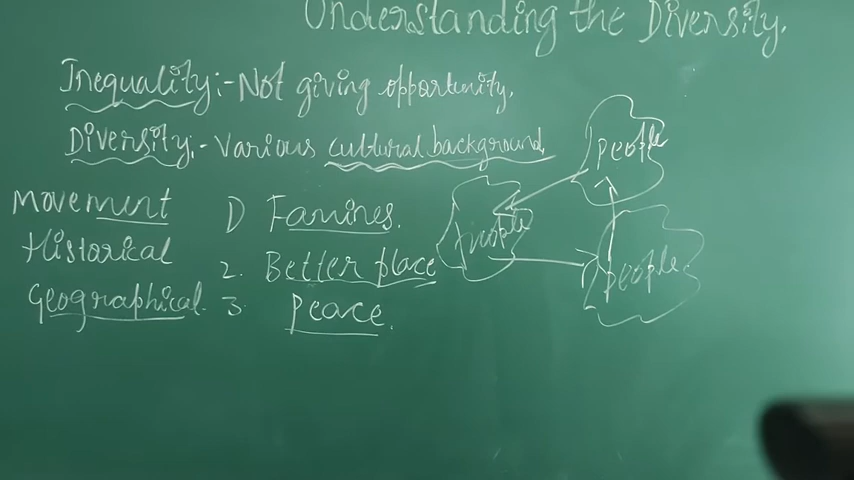 Understanding the Diversity.
Inequality:- Not giving opportunity.
Diversity:- Various cultural background.
Movement
Historical
Geographical.
1) Famines.
2. Better place
3. Peace.
people
people
people